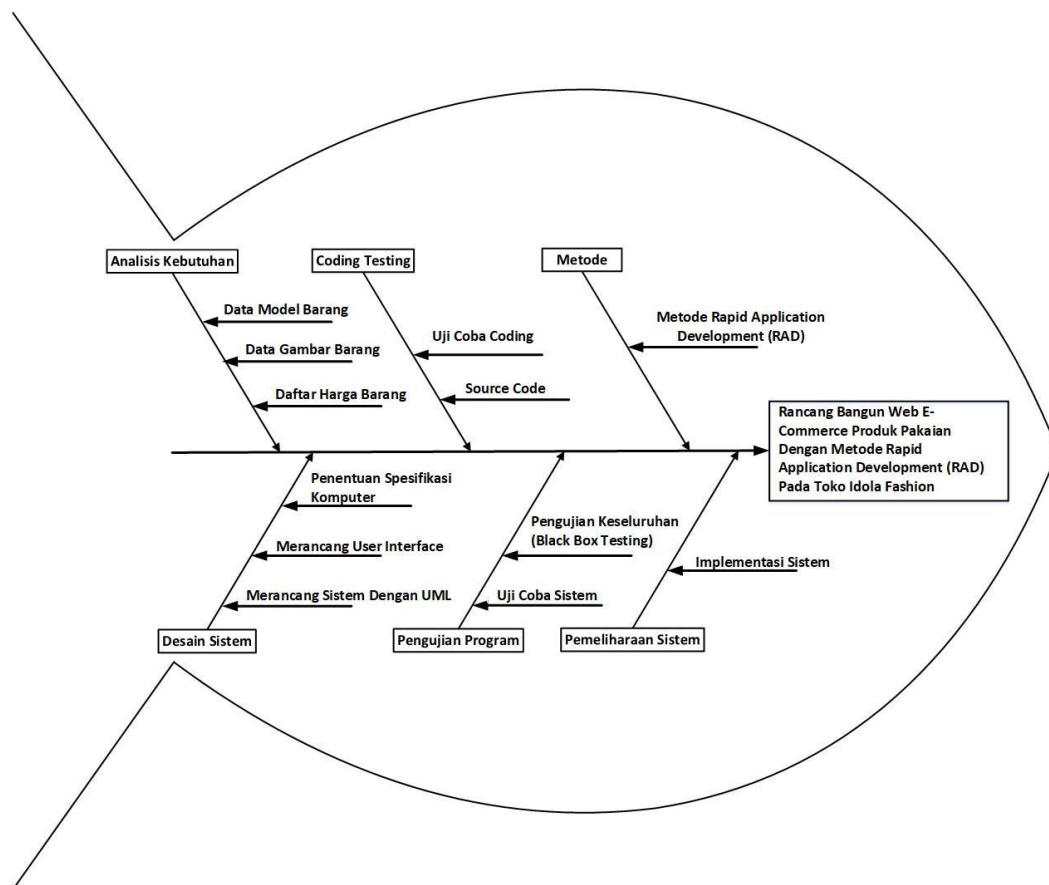 Analisis Kebutuhan
Coding Testing
Metode
Data Model Barang
Data Gambar Barang
Daftar Harga Barang
Uji Coba Coding
Source Code
Metode Rapid Application
Development (RAD)
Rancang Bangun Web E-
Commerce Produk Pakaian
Dengan Metode Rapid
Application Development (RAD)
Pada Toko Idola Fashion
Penentuan Spesifikasi
Komputer
Merancang User Interface
Merancang Sistem Dengan UML
Pengujian Keseluruhan
(Black Box Testing)
Uji Coba Sistem
Implementasi Sistem
Desain Sistem
Pengujian Program
Pemeliharaan Sistem